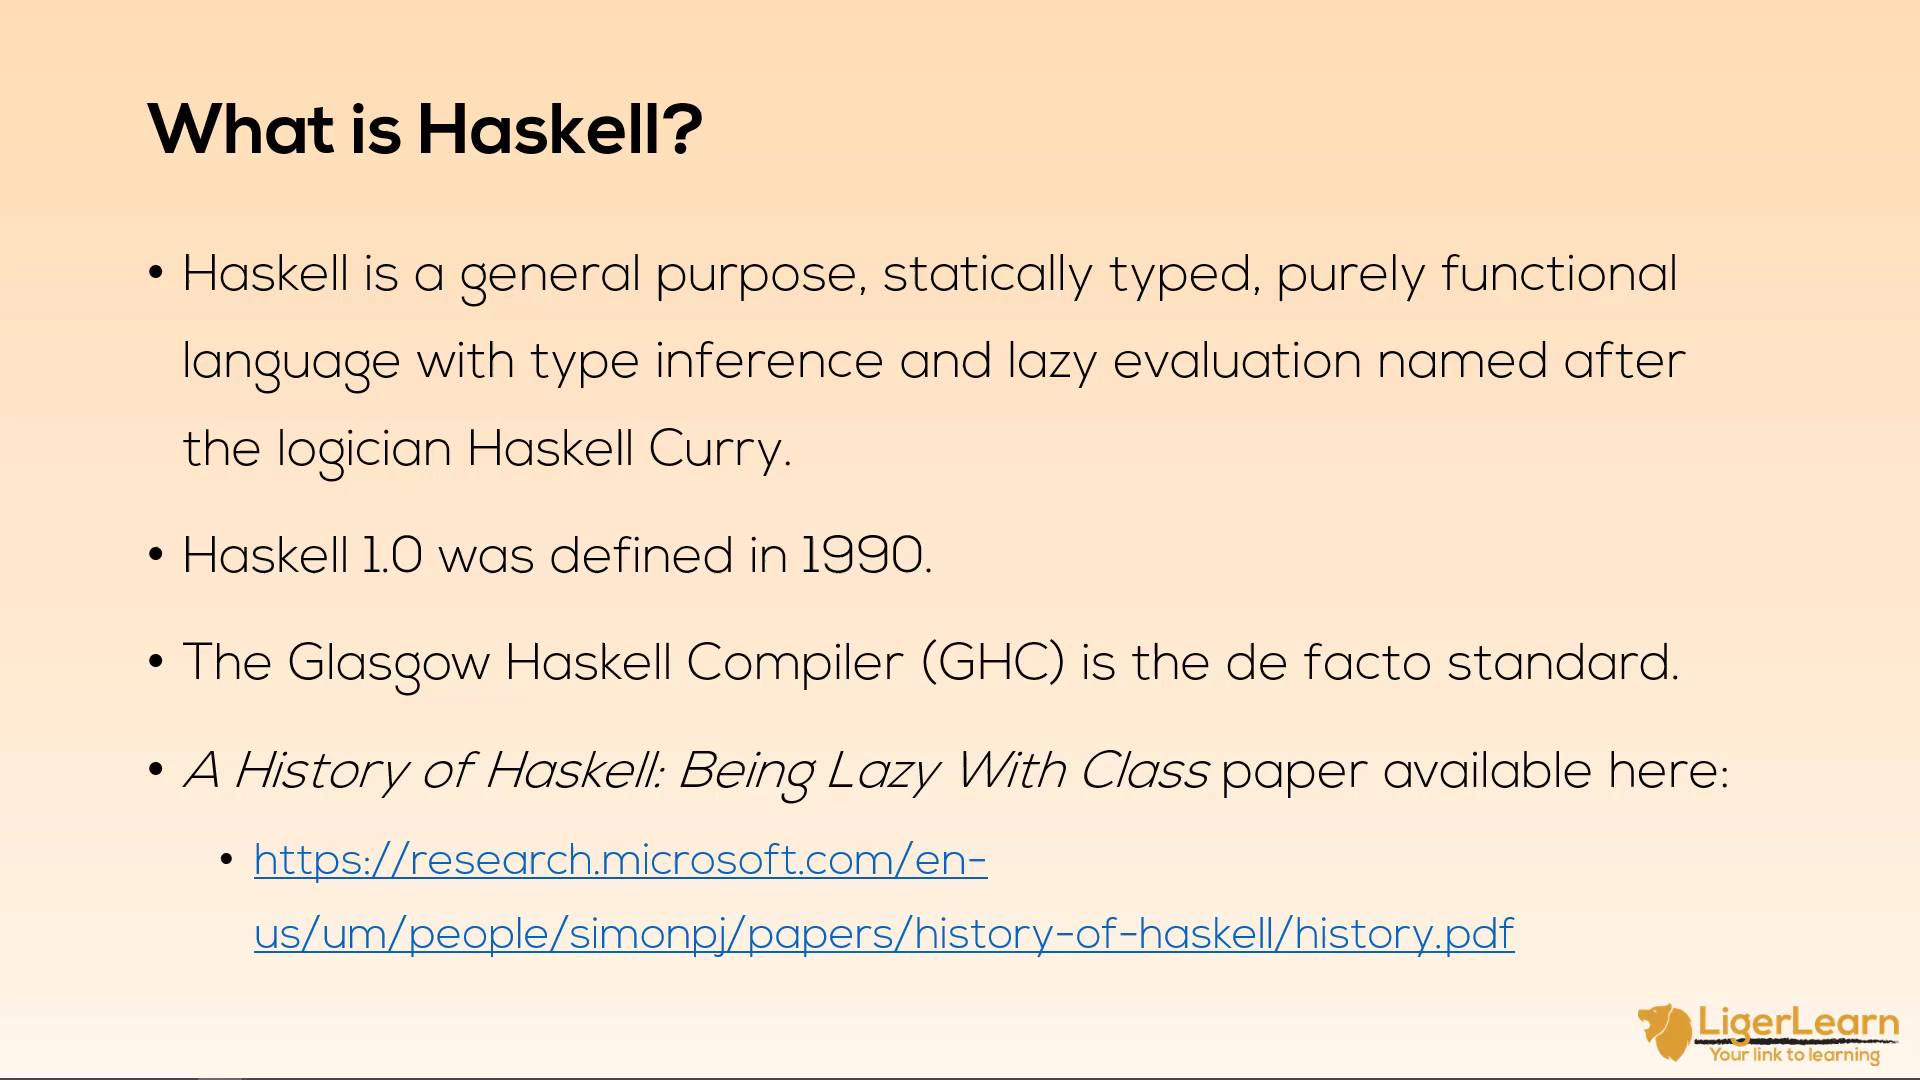 What is Haskell?
• Haskell is a general purpose, statically typed, purely functional
language with type inference and lazy evaluation named after
the logician Haskell Curry.
• Haskell 1.0 was defined in 1990.
• The Glasgow Haskell Compiler (GHC) is the de facto standard.
• A History of Haskell: Being Lazy With Class paper available here:
• https://research.microsoft.com/en-
us/um/people/simonpj/papers/history-of-haskell/history.pdf
LigerLearn
Your link to learning